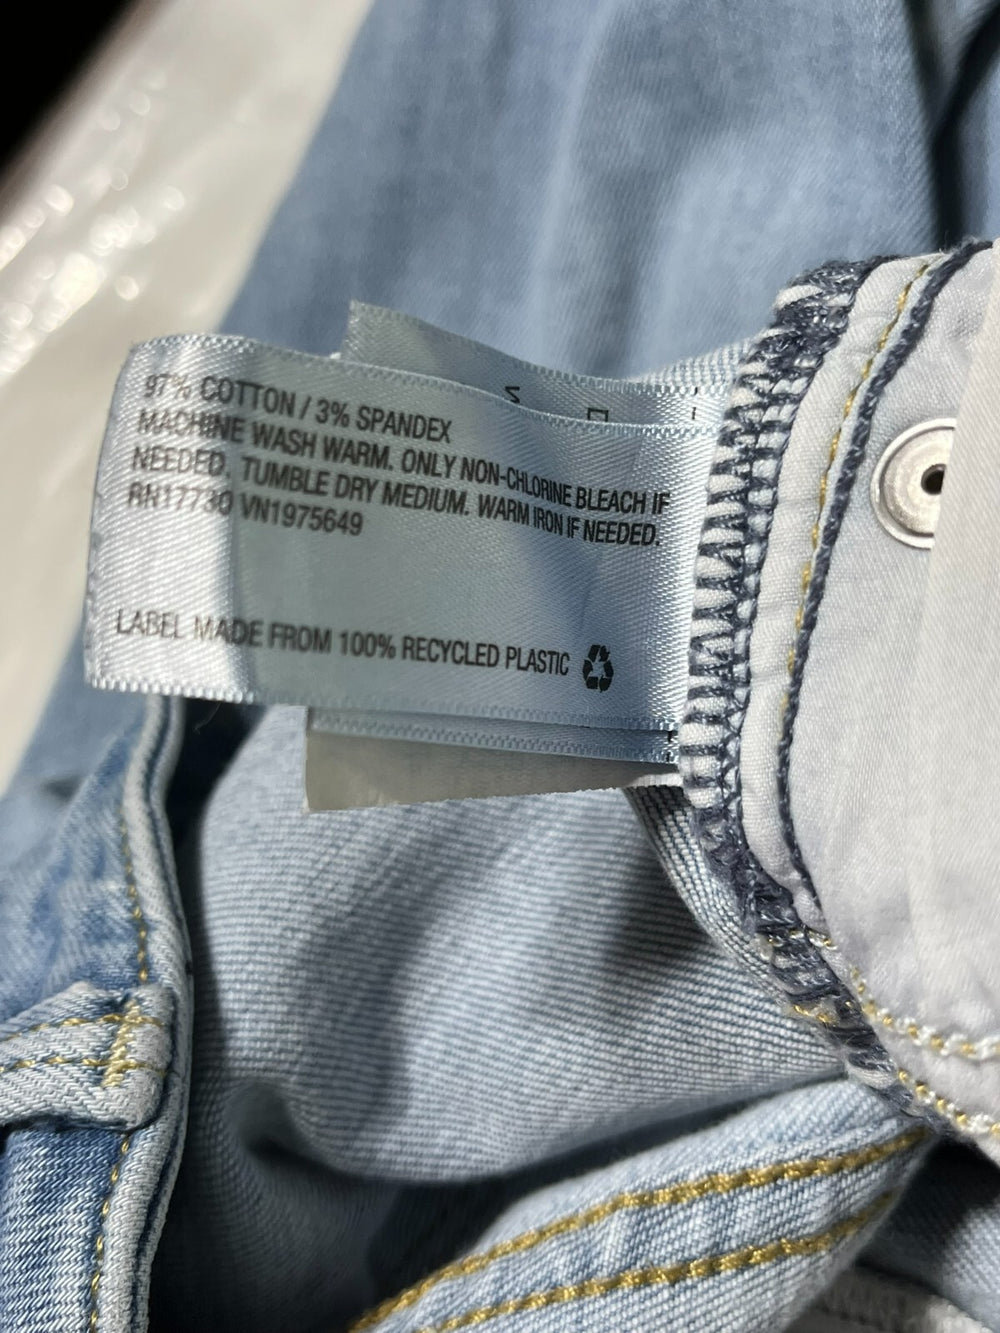 97% COTTON / 3% SPANDEX
MACHINE WASH WARM. ONLY NON-CHLORINE BLEACH IF
NEEDED. TUMBLE DRY MEDIUM. WARM IRON IF NEEDED.
RN17730 VN1975649
LABEL MADE FROM 100% RECYCLED PLASTIC